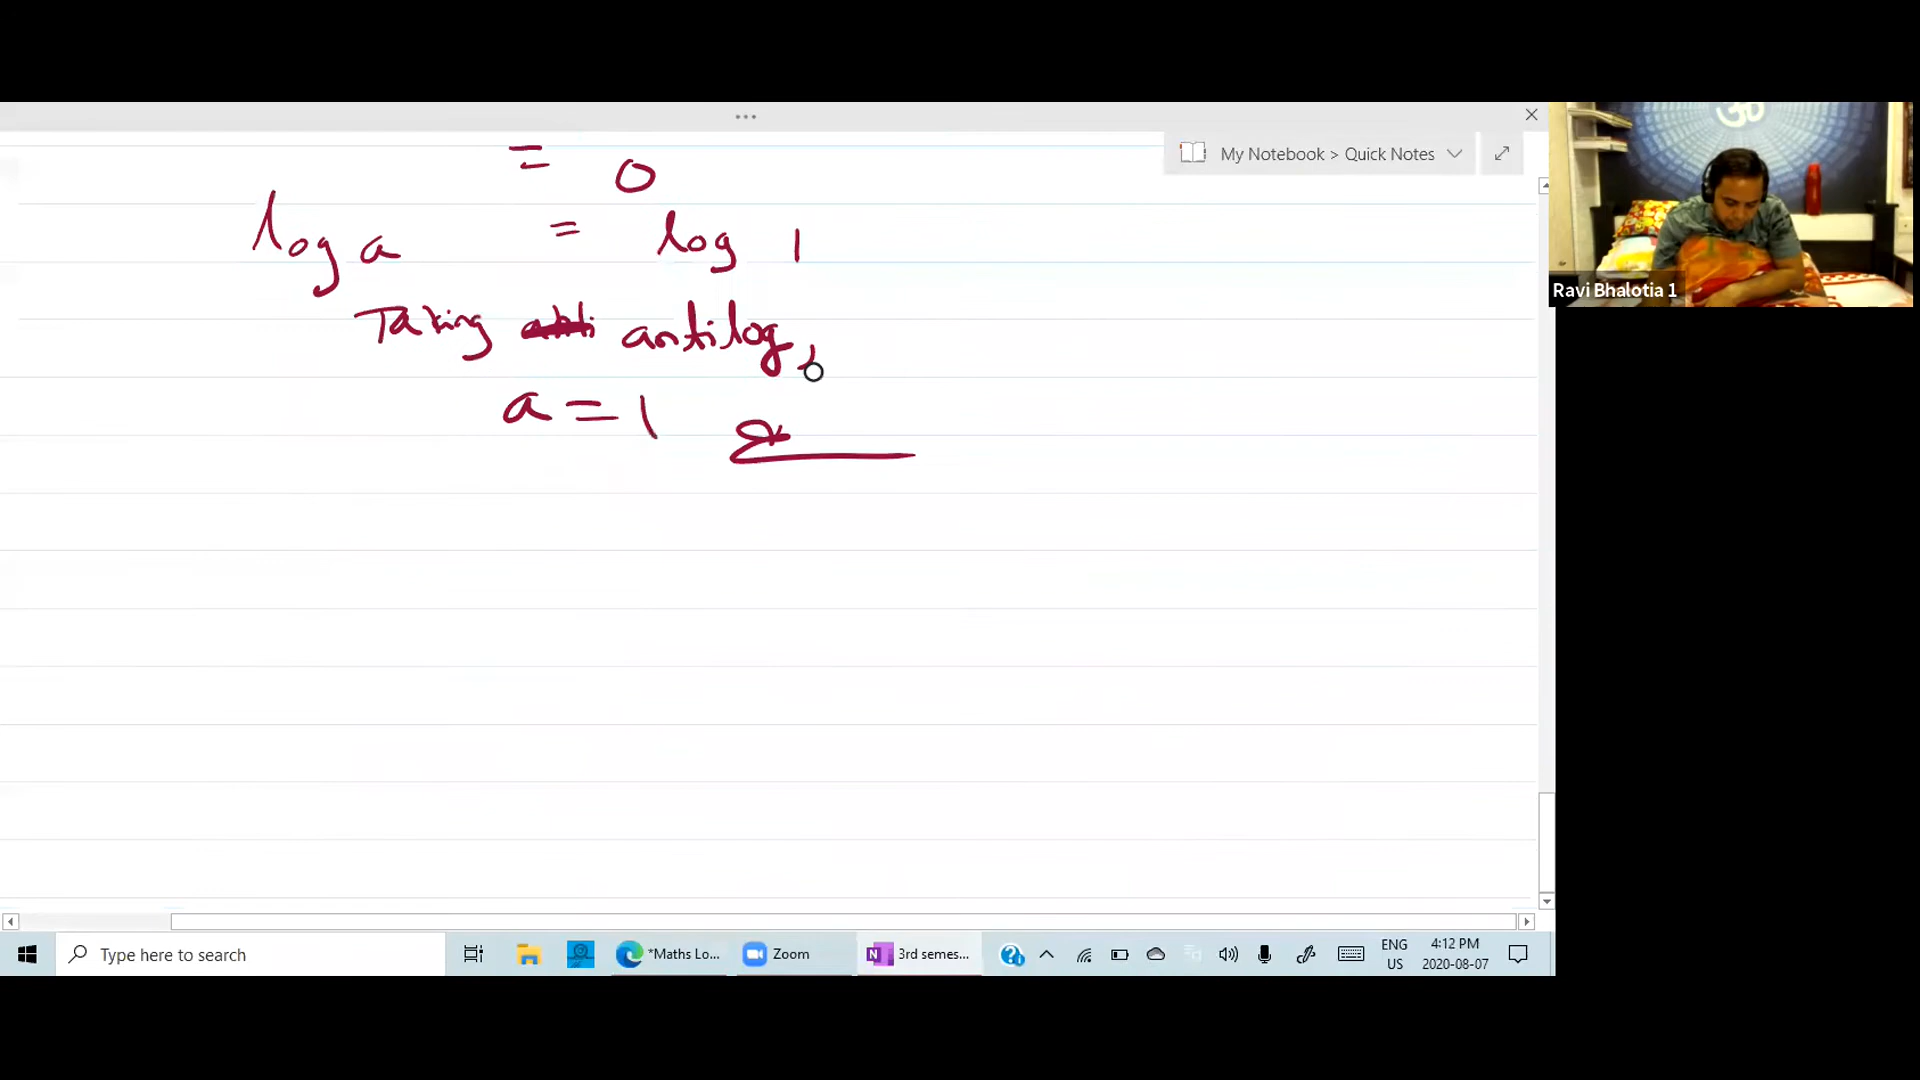 ...
My Notebook > Quick Notes
= 0
log a = log 1
Taking antilog,
a = 1
Ravi Bhalotia 1
Type here to search
*Maths Lo...
Zoom
N 3rd semes...
ENG
US
4:12 PM
2020-08-07